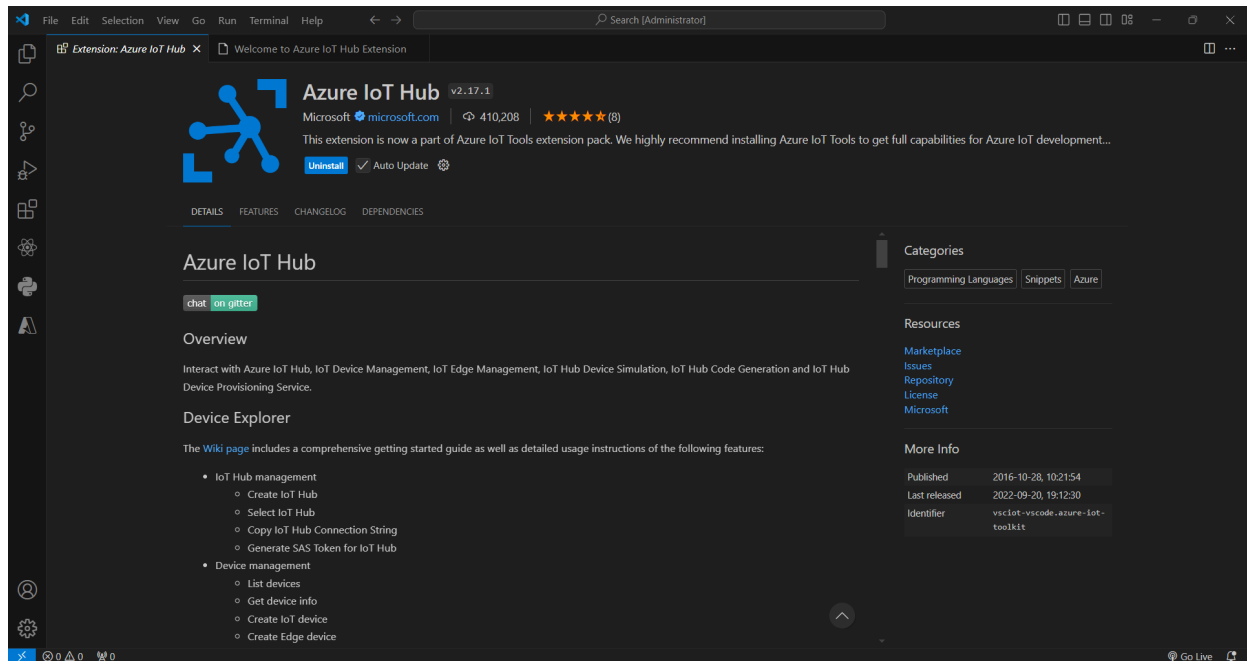 File Edit Selection View Go Run Terminal Help
Search [Administrator]
Extension: Azure IoT Hub
Welcome to Azure IoT Hub Extension
Azure IoT Hub v2.17.1
Microsoft microsoft.com 410,208 (8)
This extension is now a part of Azure IoT Tools extension pack. We highly recommend installing Azure IoT Tools to get full capabilities for Azure IoT development...
Uninstall Auto Update
DETAILS FEATURES CHANGELOG DEPENDENCIES
Azure IoT Hub
chat on gitter
Overview
Interact with Azure IoT Hub, IoT Device Management, IoT Edge Management, IoT Hub Device Simulation, IoT Hub Code Generation and IoT Hub
Device Provisioning Service.
Device Explorer
The Wiki page includes a comprehensive getting started guide as well as detailed usage instructions of the following features:
• IoT Hub management
◦ Create IoT Hub
◦ Select IoT Hub
◦ Copy IoT Hub Connection String
◦ Generate SAS Token for IoT Hub
• Device management
◦ List devices
◦ Get device info
◦ Create IoT device
◦ Create Edge device
Categories
Programming Languages Snippets Azure
Resources
Marketplace
Issues
Repository
License
Microsoft
More Info
Published 2016-10-28, 10:21:54
Last released 2022-09-20, 19:12:30
Identifier vsciot-vscode.azure-iot-
toolkit
0 0 0
Go Live